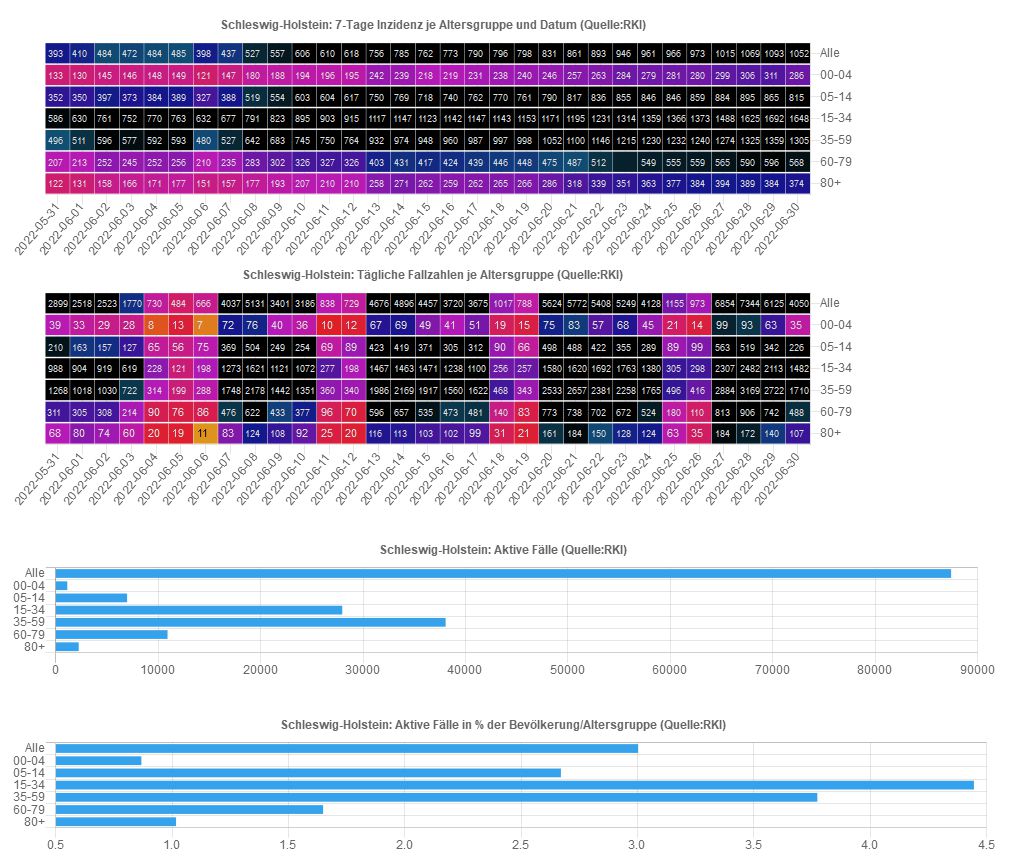 Schleswig-Holstein: 7-Tage Inzidenz je Altersgruppe und Datum (Quelle:RKI)
393 410 484 472 484 485 398 437 527 557 606 610 618 756 785 762 773 790 796 798 831 861 893 946 961 966 973 1015 1069 1093 1052 Alle
133 130 145 146 148 149 121 147 180 188 194 196 195 242 239 218 219 231 238 240 246 257 263 284 279 281 280 299 306 311 286 00-04
352 350 397 373 384 389 327 388 519 554 603 604 617 750 769 718 740 762 770 761 790 817 836 855 846 846 859 884 895 865 815 05-14
586 630 761 752 770 763 632 677 791 823 895 903 915 1117 1147 1123 1142 1147 1143 1153 1171 1195 1231 1314 1359 1366 1373 1488 1625 1692 1648 15-34
496 511 596 577 592 593 480 527 642 683 745 750 764 932 974 948 960 987 997 998 1052 1100 1146 1215 1230 1232 1240 1274 1325 1359 1305 35-59
207 213 252 245 252 256 210 235 283 302 326 327 326 403 431 417 424 439 446 448 475 487 512 549 555 559 565 590 596 568 60-79
122 131 158 166 171 177 151 157 177 193 207 210 210 258 271 262 259 262 265 266 286 318 339 351 363 377 384 394 389 384 374 80+
2022-05-31 2022-06-01 2022-06-02 2022-06-03 2022-06-04 2022-06-05 2022-06-06 2022-06-07 2022-06-08 2022-06-09 2022-06-10 2022-06-11 2022-06-12 2022-06-13 2022-06-14 2022-06-15 2022-06-16 2022-06-17 2022-06-18 2022-06-19 2022-06-20 2022-06-21 2022-06-22 2022-06-23 2022-06-24 2022-06-25 2022-06-26 2022-06-27 2022-06-28 2022-06-29 2022-06-30
Schleswig-Holstein: Tägliche Fallzahlen je Altersgruppe (Quelle:RKI)
2899 2518 2523 1770 730 484 666 4037 5131 3401 3186 838 729 4676 4896 4457 3720 3675 1017 788 5624 5772 5408 5249 4128 1155 973 6854 7344 6125 4050 Alle
39 33 29 28 8 13 7 72 76 40 36 10 12 67 69 49 41 51 19 15 75 83 57 68 45 21 14 99 93 63 35 00-04
210 163 157 127 65 56 75 369 504 249 254 69 89 423 419 371 305 312 90 66 498 488 422 355 289 89 99 563 519 342 226 05-14
988 904 919 619 228 121 198 1273 1621 1121 1072 277 198 1467 1463 1471 1238 1100 256 257 1580 1620 1692 1763 1380 305 298 2307 2482 2113 1482 15-34
1268 1018 1030 722 314 199 288 1748 2178 1442 1351 360 340 1986 2169 1917 1560 1622 468 343 2533 2657 2381 2258 1765 496 416 2884 3169 2722 1710 35-59
311 305 308 214 90 76 86 476 622 433 377 96 70 596 657 535 473 481 140 83 773 738 702 672 524 180 110 813 906 742 488 60-79
68 80 74 60 20 19 11 83 124 108 92 25 20 116 113 103 102 99 31 21 161 184 150 128 124 63 35 184 172 140 107 80+
2022-05-31 2022-06-01 2022-06-02 2022-06-03 2022-06-04 2022-06-05 2022-06-06 2022-06-07 2022-06-08 2022-06-09 2022-06-10 2022-06-11 2022-06-12 2022-06-13 2022-06-14 2022-06-15 2022-06-16 2022-06-17 2022-06-18 2022-06-19 2022-06-20 2022-06-21 2022-06-22 2022-06-23 2022-06-24 2022-06-25 2022-06-26 2022-06-27 2022-06-28 2022-06-29 2022-06-30
Schleswig-Holstein: Aktive Fälle (Quelle:RKI)
Alle
00-04
05-14
15-34
35-59
60-79
80+
0 10000 20000 30000 40000 50000 60000 70000 80000 90000
Schleswig-Holstein: Aktive Fälle in % der Bevölkerung/Altersgruppe (Quelle:RKI)
Alle
00-04
05-14
15-34
35-59
60-79
80+
0.5 1.0 1.5 2.0 2.5 3.0 3.5 4.0 4.5